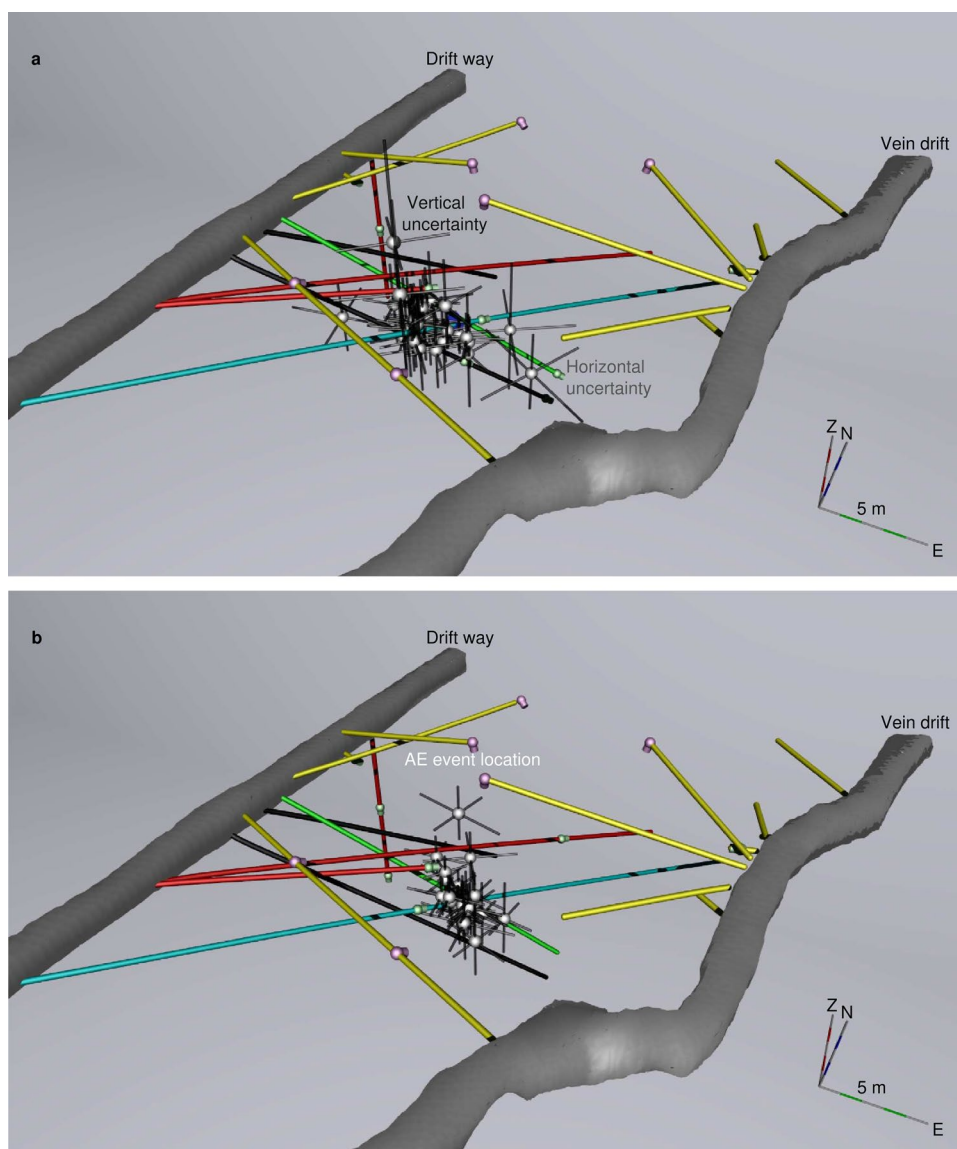 a
Drift way
Vein drift
Vertical
uncertainty
Horizontal
uncertainty
Z N
5 m
E
b
Drift way
Vein drift
AE event location
Z N
5 m
E